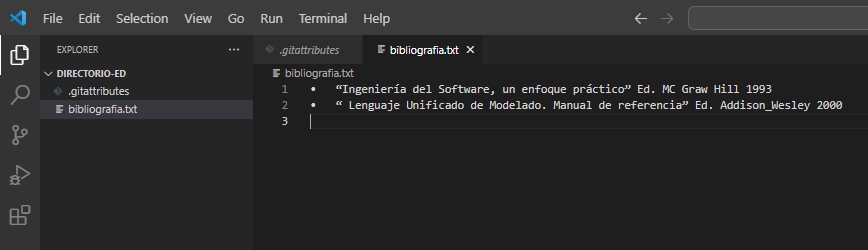 File Edit Selection View Go Run Terminal Help
EXPLORER ···
.gitattributes bibliografia.txt
DIRECTORIO-ED
.gitattributes
bibliografia.txt
bibliografia.txt
1 • “Ingeniería del Software, un enfoque práctico” Ed. MC Graw Hill 1993
2 • “ Lenguaje Unificado de Modelado. Manual de referencia” Ed. Addison_Wesley 2000
3